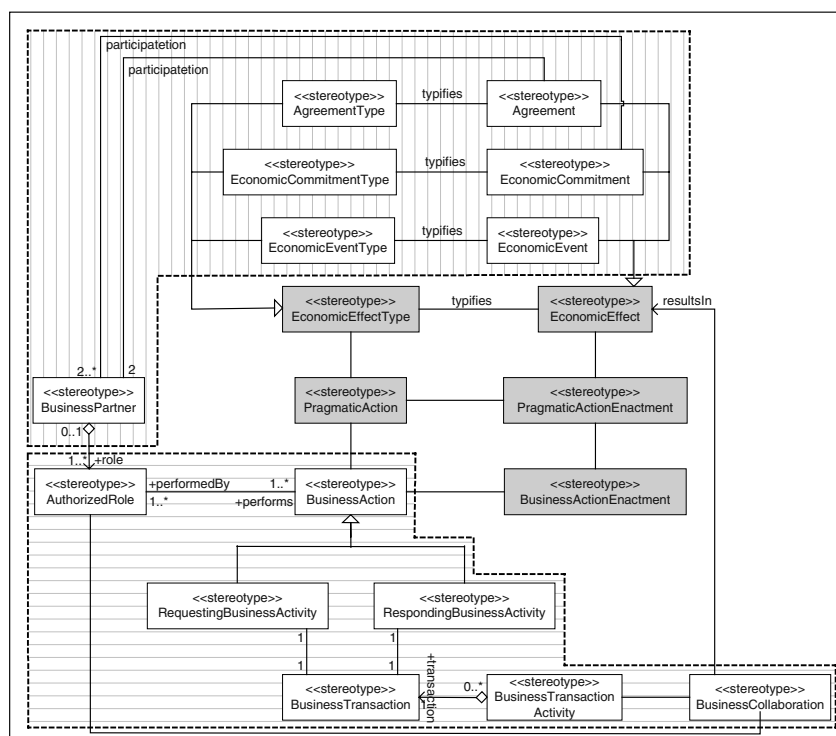 participatetion
participatetion
<<stereotype>>
AgreementType
typifies
<<stereotype>>
Agreement
<<stereotype>>
EconomicCommitmentType
typifies
<<stereotype>>
EconomicCommitment
<<stereotype>>
EconomicEventType
typifies
<<stereotype>>
EconomicEvent
<<stereotype>>
EconomicEffectType
typifies
<<stereotype>>
EconomicEffect
resultsIn
2..*
2
<<stereotype>>
BusinessPartner
<<stereotype>>
PragmaticAction
<<stereotype>>
PragmaticActionEnactment
0..1
1..*
+role
<<stereotype>>
AuthorizedRole
+performedBy
1..*
1..*
+performs
<<stereotype>>
BusinessAction
<<stereotype>>
BusinessActionEnactment
<<stereotype>>
RequestingBusinessActivity
<<stereotype>>
RespondingBusinessActivity
1
1
1
1
<<stereotype>>
BusinessTransaction
+transaction
1
0..*
<<stereotype>>
BusinessTransaction
Activity
<<stereotype>>
BusinessCollaboration